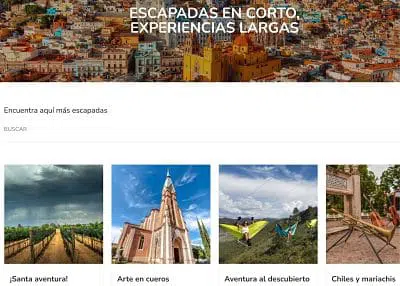 ESCAPADAS EN CORTO,
EXPERIENCIAS LARGAS
Encuentra aquí más escapadas
BUSCAR
¡Santa aventura!
Arte en cueros
Aventura al descubierto
Chiles y mariachis